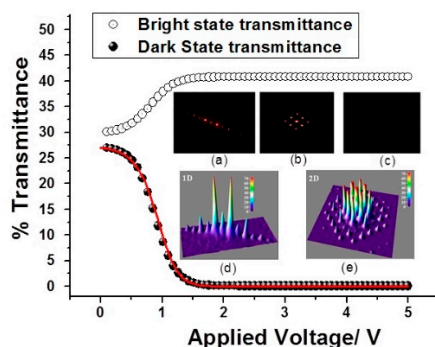 Bright state transmittance
Dark State transmittance
% Transmittance
50
45
40
35
30
25
20
15
10
5
0
(a) (b) (c)
1D 2D
(d) (e)
0 1 2 3 4 5
Applied Voltage/ V